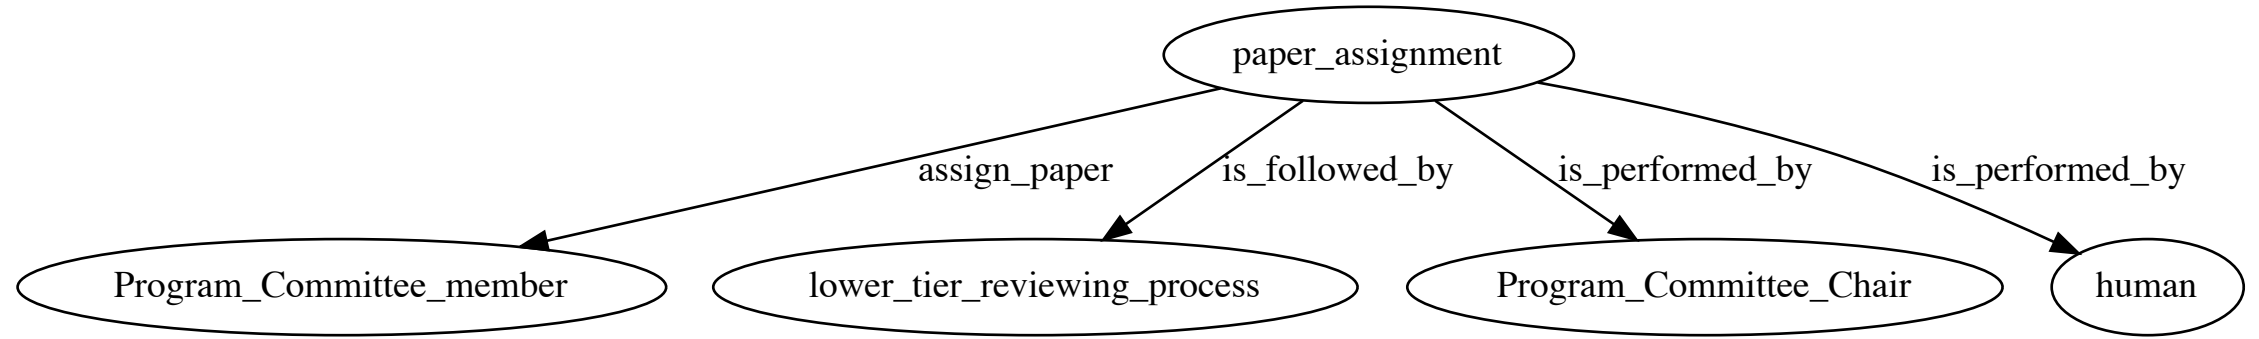 paper_assignment
assign_paper
is_followed_by
is_performed_by
is_performed_by
Program_Committee_member
lower_tier_reviewing_process
Program_Committee_Chair
human